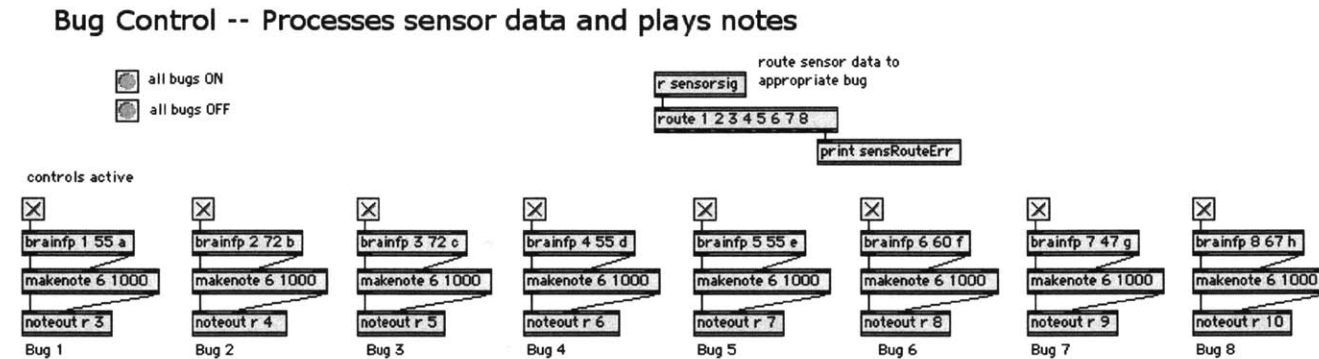 Bug Control -- Processes sensor data and plays notes
all bugs ON
all bugs OFF
route sensor data to
appropriate bug
r sensorsig
route 1 2 3 4 5 6 7 8
print sensRouteErr
controls active
brainfp 1 55 a
brainfp 2 72 b
brainfp 3 72 c
brainfp 4 55 d
brainfp 5 55 e
brainfp 6 60 f
brainfp 7 47 g
brainfp 8 67 h
makenote 6 1000
makenote 6 1000
makenote 6 1000
makenote 6 1000
makenote 6 1000
makenote 6 1000
makenote 6 1000
makenote 6 1000
noteout r 3
noteout r 4
noteout r 5
noteout r 6
noteout r 7
noteout r 8
noteout r 9
noteout r 10
Bug 1
Bug 2
Bug 3
Bug 4
Bug 5
Bug 6
Bug 7
Bug 8